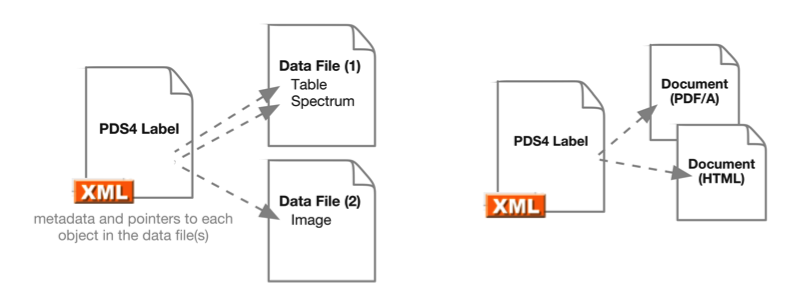 PDS4 Label
XML
metadata and pointers to each
object in the data file(s)
Data File (1)
Table
Spectrum
Data File (2)
Image
PDS4 Label
XML
Document
(PDF/A)
Document
(HTML)